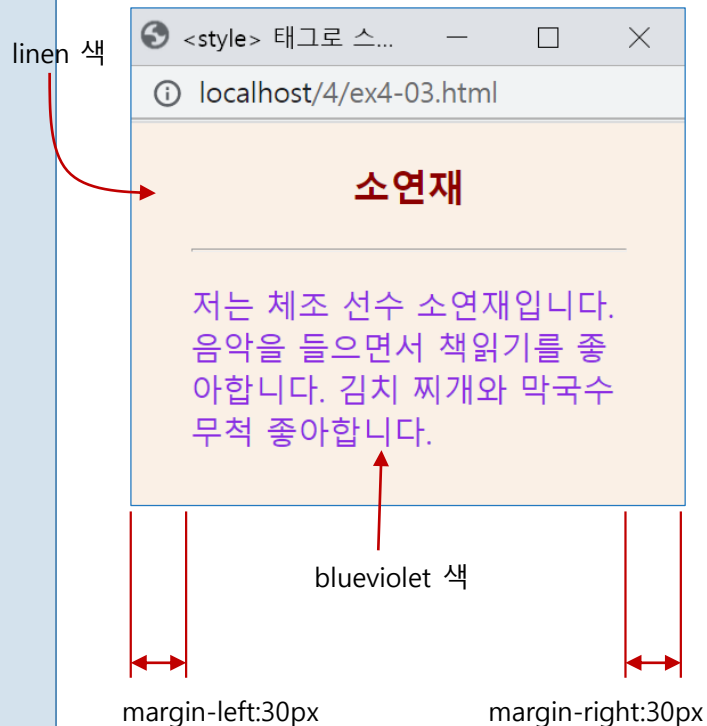 <style> 태그로 스...
linen 색
localhost/4/ex4-03.html
소연재
저는 체조 선수 소연재입니다.
음악을 들으면서 책읽기를 좋
아합니다. 김치 찌개와 막국수
무척 좋아합니다.
blueviolet 색
margin-left:30px
margin-right:30px